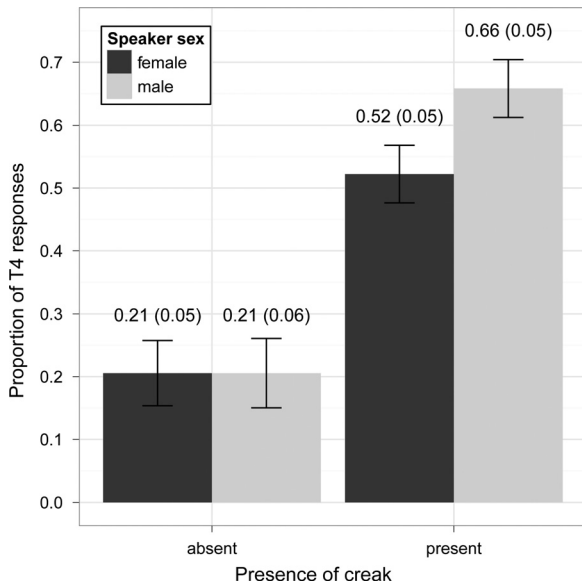 0.66 (0.05)
Speaker sex
female
male
0.7
0.6
0.52 (0.05)
0.5
0.4
0.3
0.21 (0.05)
0.21 (0.06)
0.2
0.1
0.0
Proportion of T4 responses
absent
present
Presence of creak